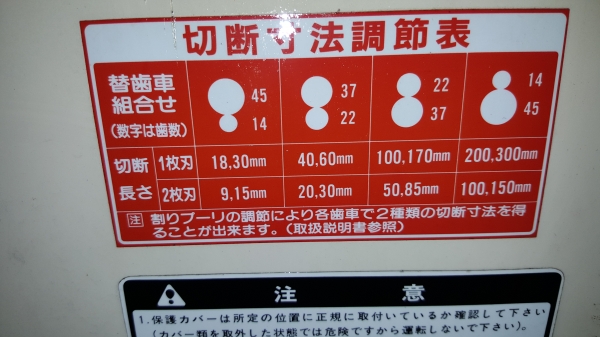 切断寸法調節表
替歯車
組合せ
(数字は歯数)
45
14
37
22
22
37
14
45
切断
長さ
1枚刃 18,30mm 40,60mm 100,170mm 200,300mm
2枚刃 9,15mm 20,30mm 50,85mm 100,150mm
注 割りプーリの調節により各歯車で2種類の切断寸法を得
ることが出来ます。(取扱説明書参照)
注意
1.保護カバーは所定の位置に正規に取付いているか確認して下さい
(カバー類を取外した状態では危険ですから運転しないで下さい)。